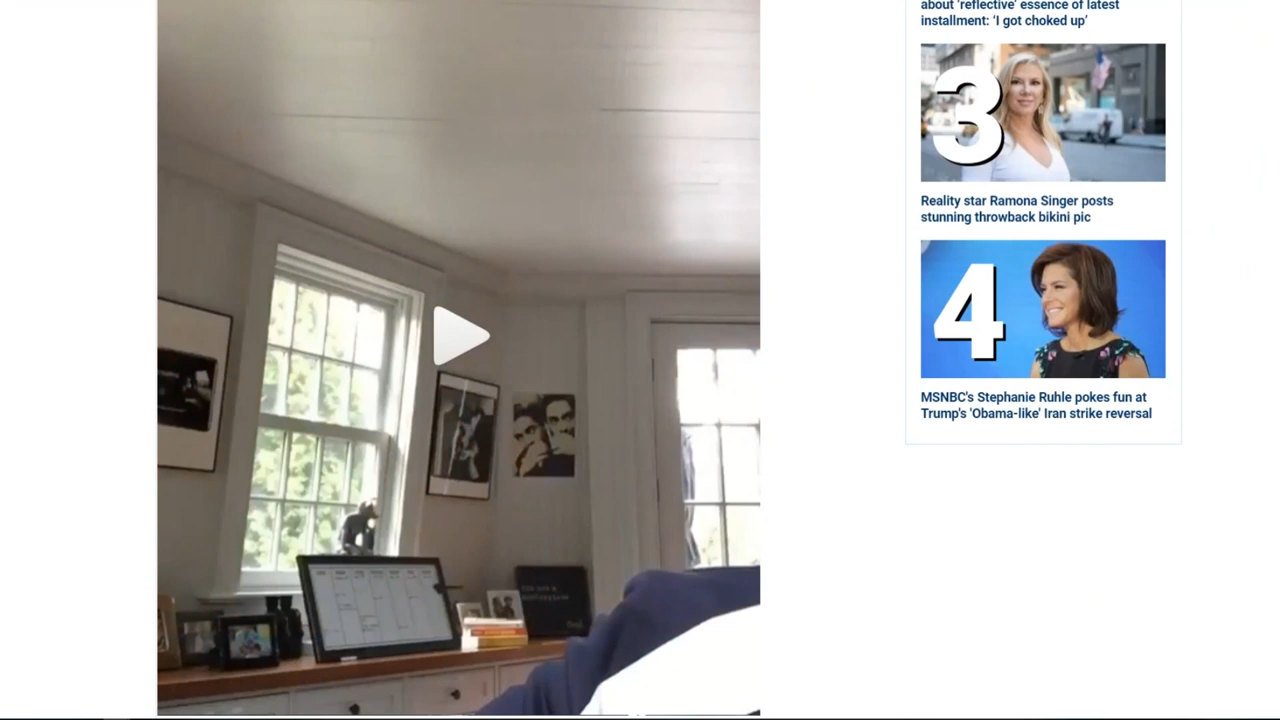 about 'reflective' essence of latest
installment: 'I got choked up'
3
Reality star Ramona Singer posts
stunning throwback bikini pic
4
MSNBC's Stephanie Ruhle pokes fun at
Trump's 'Obama-like' Iran strike reversal